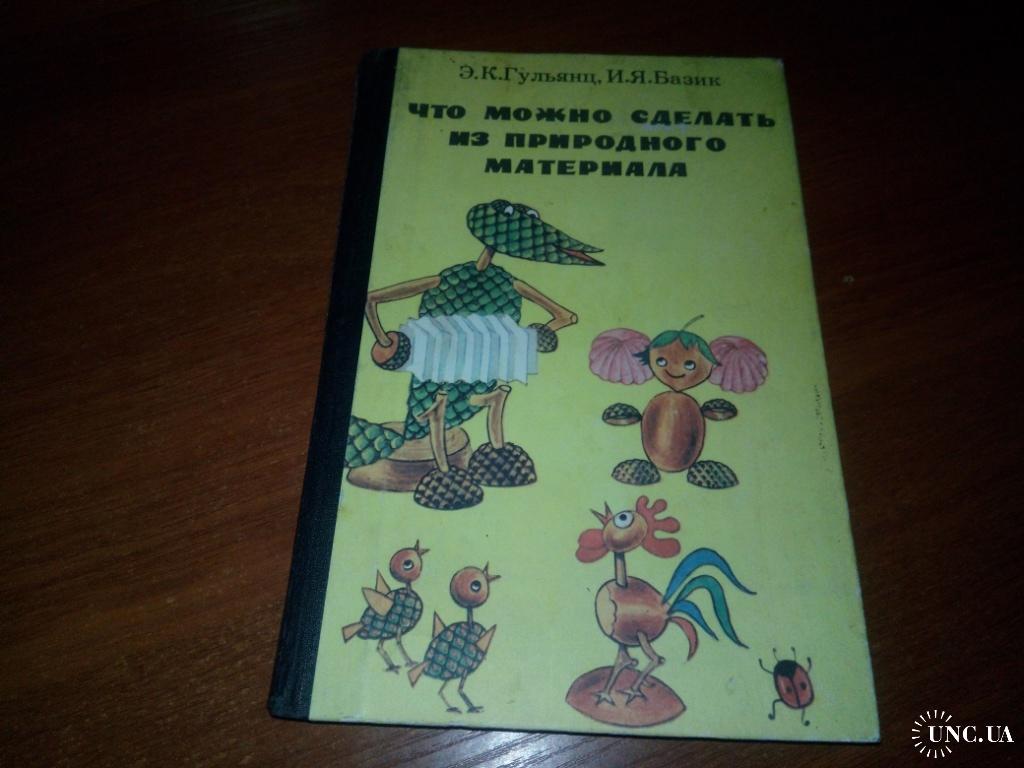 Э.К.Гульянц, И.Я.Базик
ЧТО МОЖНО СДЕЛАТЬ
ИЗ ПРИРОДНОГО
МАТЕРИАЛА
UNC.UA